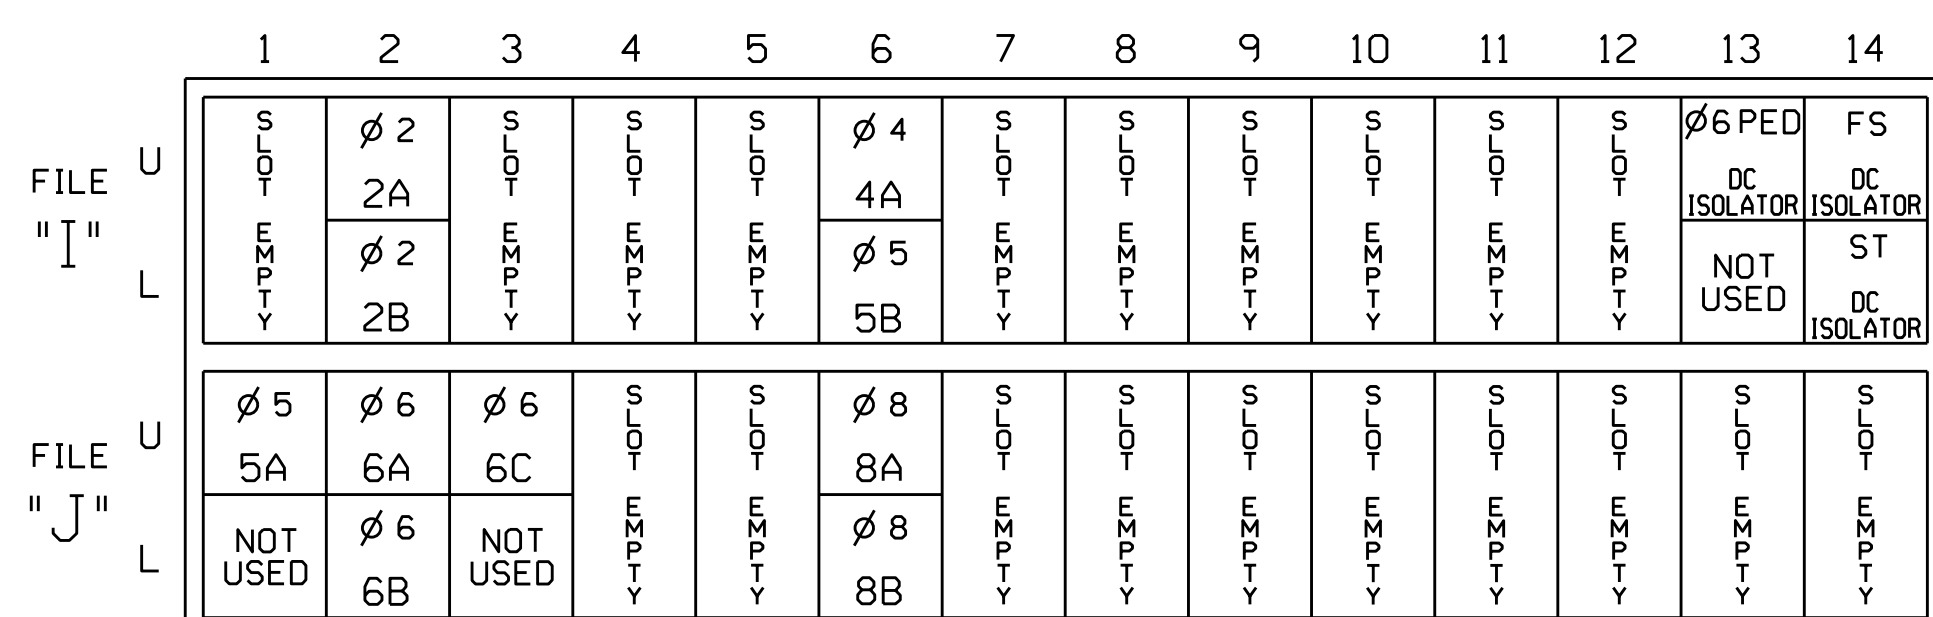 1 2 3 4 5 6 7 8 9 10 11 12 13 14
FILE "I"
U
L
SLOT EMPTY
Ø 2
2A
Ø 2
2B
SLOT EMPTY
SLOT EMPTY
SLOT EMPTY
Ø 4
4A
Ø 5
5B
SLOT EMPTY
SLOT EMPTY
SLOT EMPTY
SLOT EMPTY
SLOT EMPTY
SLOT EMPTY
Ø6 PED
DC
ISOLATOR
NOT
USED
FS
DC
ISOLATOR
ST
DC
ISOLATOR
FILE "J"
U
L
Ø 5
5A
NOT
USED
Ø 6
6A
Ø 6
6B
Ø 6
6C
NOT
USED
SLOT EMPTY
SLOT EMPTY
Ø 8
8A
Ø 8
8B
SLOT EMPTY
SLOT EMPTY
SLOT EMPTY
SLOT EMPTY
SLOT EMPTY
SLOT EMPTY
SLOT EMPTY
SLOT EMPTY